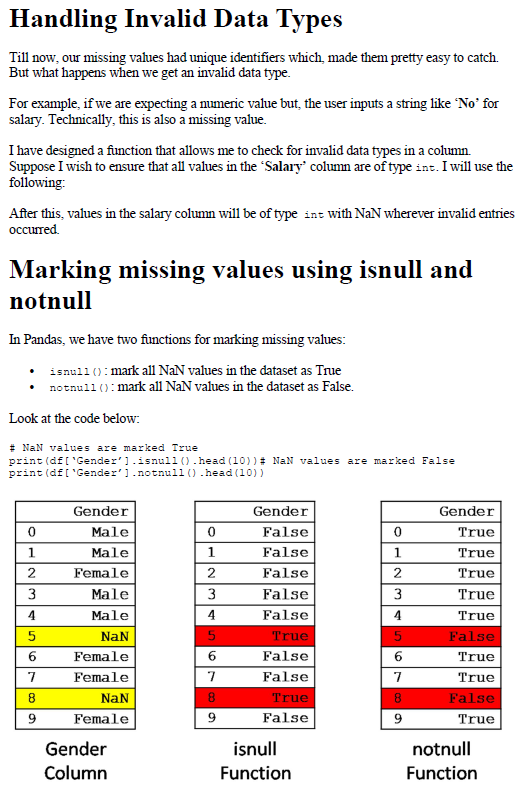 Handling Invalid Data Types
Till now, our missing values had unique identifiers which, made them pretty easy to catch.
But what happens when we get an invalid data type.
For example, if we are expecting a numeric value but, the user inputs a string like ‘No’ for
salary. Technically, this is also a missing value.
I have designed a function that allows me to check for invalid data types in a column.
Suppose I wish to ensure that all values in the ‘Salary’ column are of type int. I will use the
following:
After this, values in the salary column will be of type int with NaN wherever invalid entries
occurred.
Marking missing values using isnull and
notnull
In Pandas, we have two functions for marking missing values:
• isnull(): mark all NaN values in the dataset as True
• notnull(): mark all NaN values in the dataset as False.
Look at the code below:
# NaN values are marked True
print(df[‘Gender’].isnull().head(10))# NaN values are marked False
print(df[‘Gender’].notnull().head(10))
Gender
0 Male
1 Male
2 Female
3 Male
4 Male
5 NaN
6 Female
7 Female
8 NaN
9 Female
Gender
Column
Gender
0 False
1 False
2 False
3 False
4 False
5 True
6 False
7 False
8 True
9 False
isnull
Function
Gender
0 True
1 True
2 True
3 True
4 True
5 False
6 True
7 True
8 False
9 True
notnull
Function